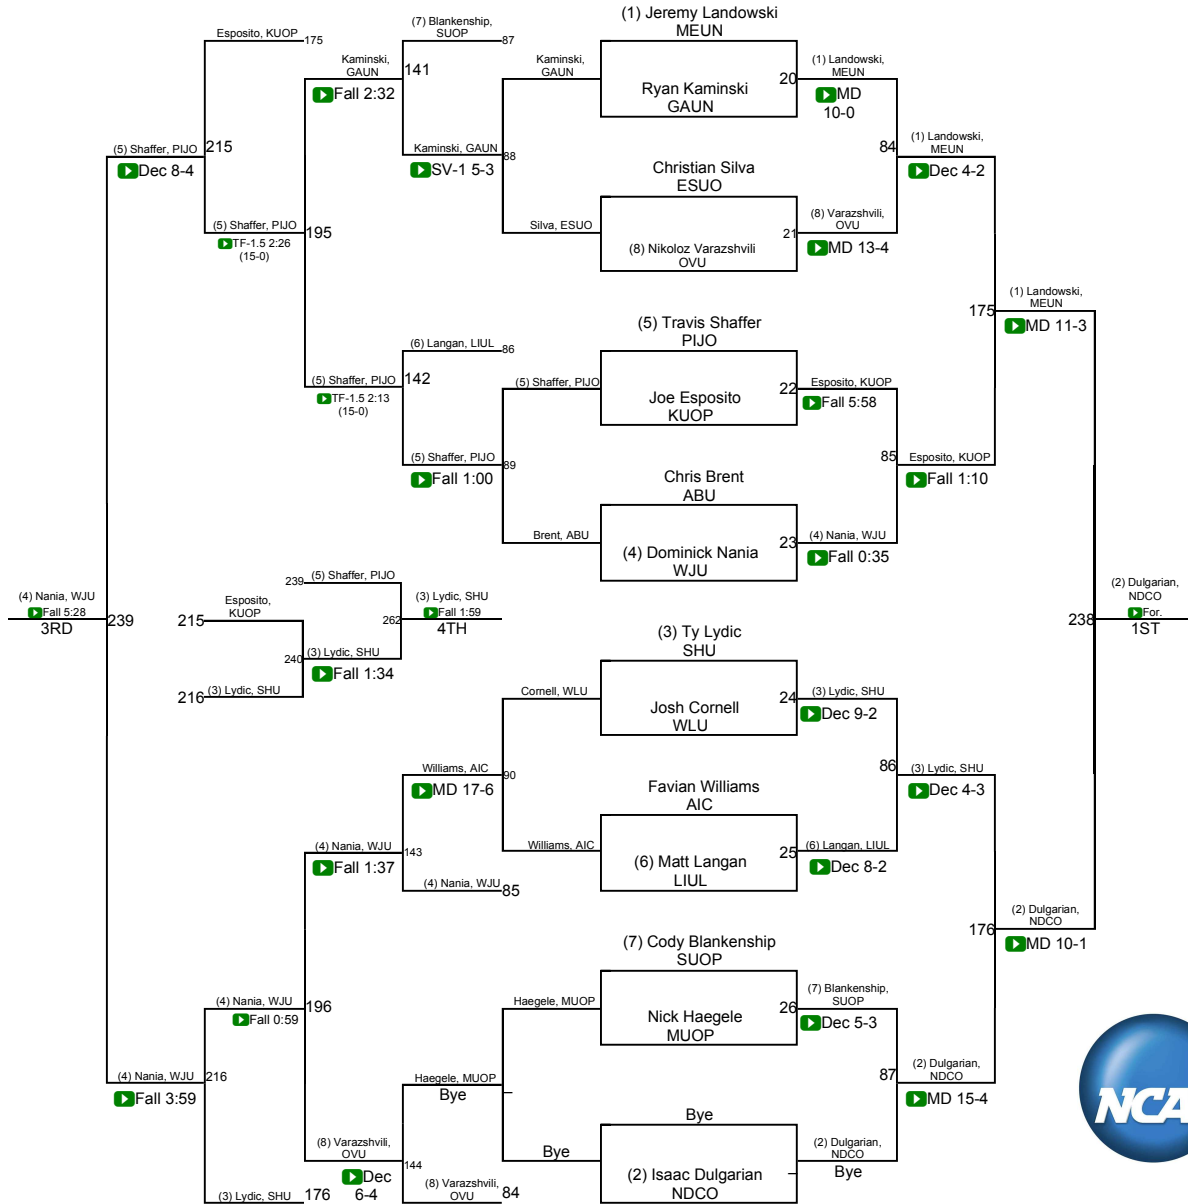 (1) Jeremy Landowski
MEUN
(7) Blankenship,
SUOP
87
Esposito, KUOP
175
Kaminski,
GAUN
141
Fall 2:32
Kaminski,
GAUN
Ryan Kaminski
GAUN
20
(1) Landowski,
MEUN
MD
10-0
(5) Shaffer, PIJO
215
Dec 8-4
Kaminski, GAUN
88
SV-1 5-3
84
(1) Landowski,
MEUN
Dec 4-2
Christian Silva
ESUO
(5) Shaffer, PIJO
195
TF-1.5 2:26
(15-0)
Silva, ESUO
(8) Nikoloz Varazshvili
OVU
21
(8) Varazshvili,
OVU
MD 13-4
175
(1) Landowski,
MEUN
MD 11-3
(5) Travis Shaffer
PIJO
(6) Langan, LIUL
86
(5) Shaffer, PIJO
142
TF-1.5 2:13
(15-0)
(5) Shaffer, PIJO
Joe Esposito
KUOP
22
Esposito, KUOP
Fall 5:58
(5) Shaffer, PIJO
89
Fall 1:00
85
Esposito, KUOP
Fall 1:10
Chris Brent
ABU
Brent, ABU
(4) Dominick Nania
WJU
23
(4) Nania, WJU
Fall 0:35
239
(5) Shaffer, PIJO
(4) Nania, WJU
Fall 5:28
3RD
239
215
Esposito,
KUOP
262
(3) Lydic, SHU
Fall 1:59
4TH
238
(2) Dulgarian,
NDCO
For.
1ST
240
(3) Lydic, SHU
Fall 1:34
216
(3) Lydic, SHU
(3) Ty Lydic
SHU
Cornell, WLU
Josh Cornell
WLU
24
(3) Lydic, SHU
Dec 9-2
Williams, AIC
90
MD 17-6
86
(3) Lydic, SHU
Dec 4-3
Favian Williams
AIC
(4) Nania, WJU
143
Fall 1:37
Williams, AIC
(6) Matt Langan
LIUL
25
(6) Langan, LIUL
Dec 8-2
(4) Nania, WJU
85
176
(2) Dulgarian,
NDCO
MD 10-1
(7) Cody Blankenship
SUOP
(4) Nania, WJU
196
Fall 0:59
Haegele, MUOP
Nick Haegele
MUOP
26
(7) Blankenship,
SUOP
Dec 5-3
(4) Nania, WJU
216
Fall 3:59
Haegele, MUOP
Bye
87
(2) Dulgarian,
NDCO
MD 15-4
Bye
(8) Varazshvili,
OVU
144
Dec
6-4
Bye
(2) Isaac Dulgarian
NDCO
(2) Dulgarian,
NDCO
Bye
(3) Lydic, SHU
176
(8) Varazshvili,
OVU
84
NCA